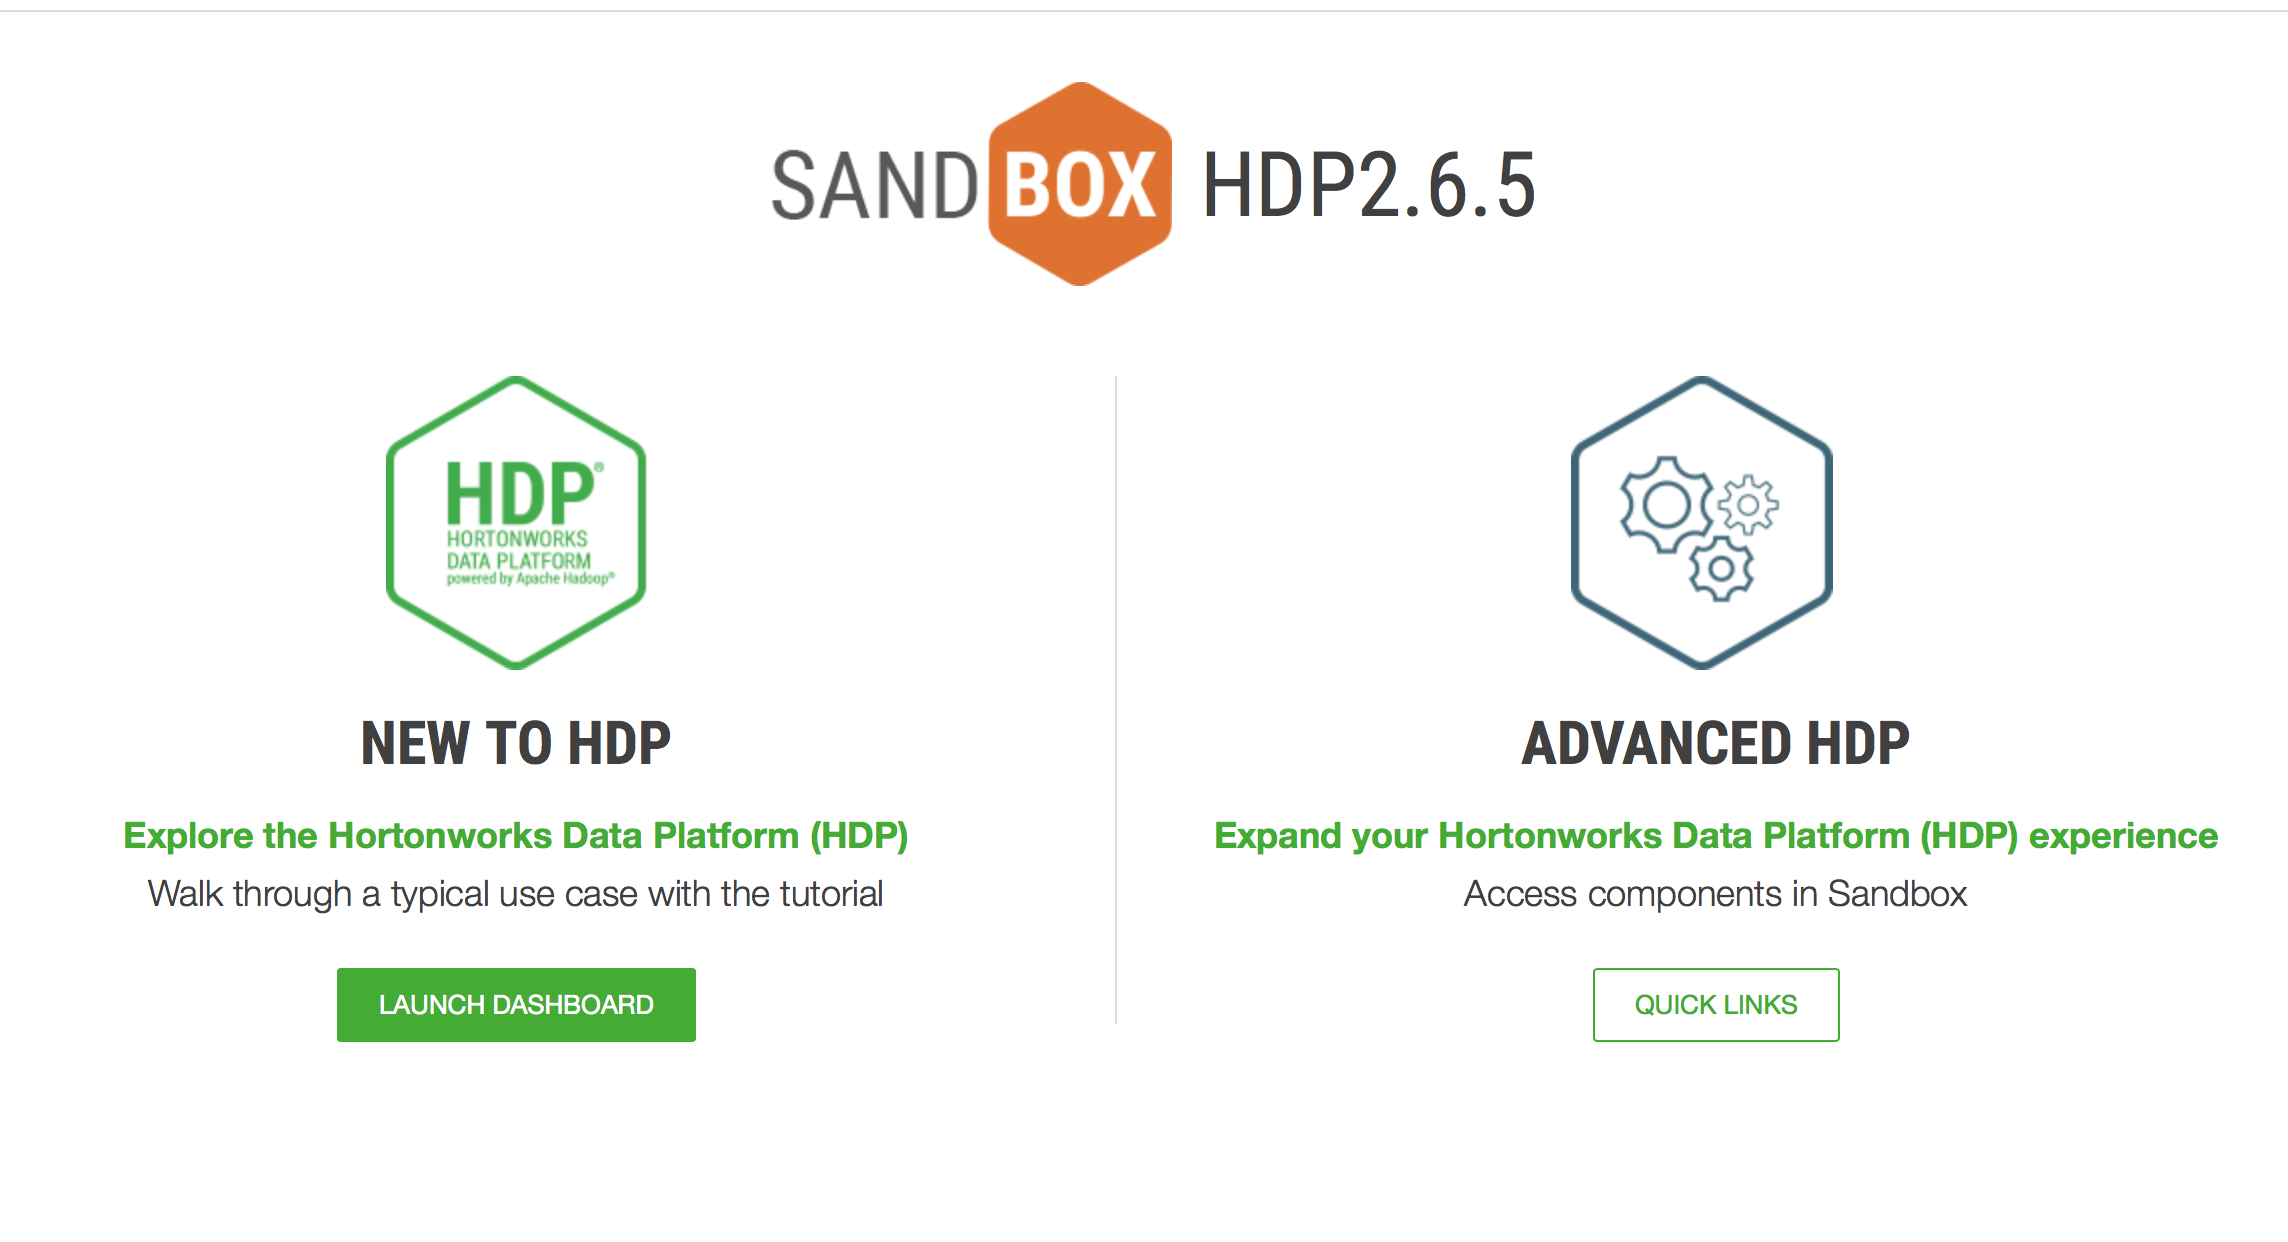 SANDBOX HDP2.6.5
HDP®
HORTONWORKS
DATA PLATFORM
powered by Apache Hadoop®
NEW TO HDP
Explore the Hortonworks Data Platform (HDP)
Walk through a typical use case with the tutorial
LAUNCH DASHBOARD
ADVANCED HDP
Expand your Hortonworks Data Platform (HDP) experience
Access components in Sandbox
QUICK LINKS